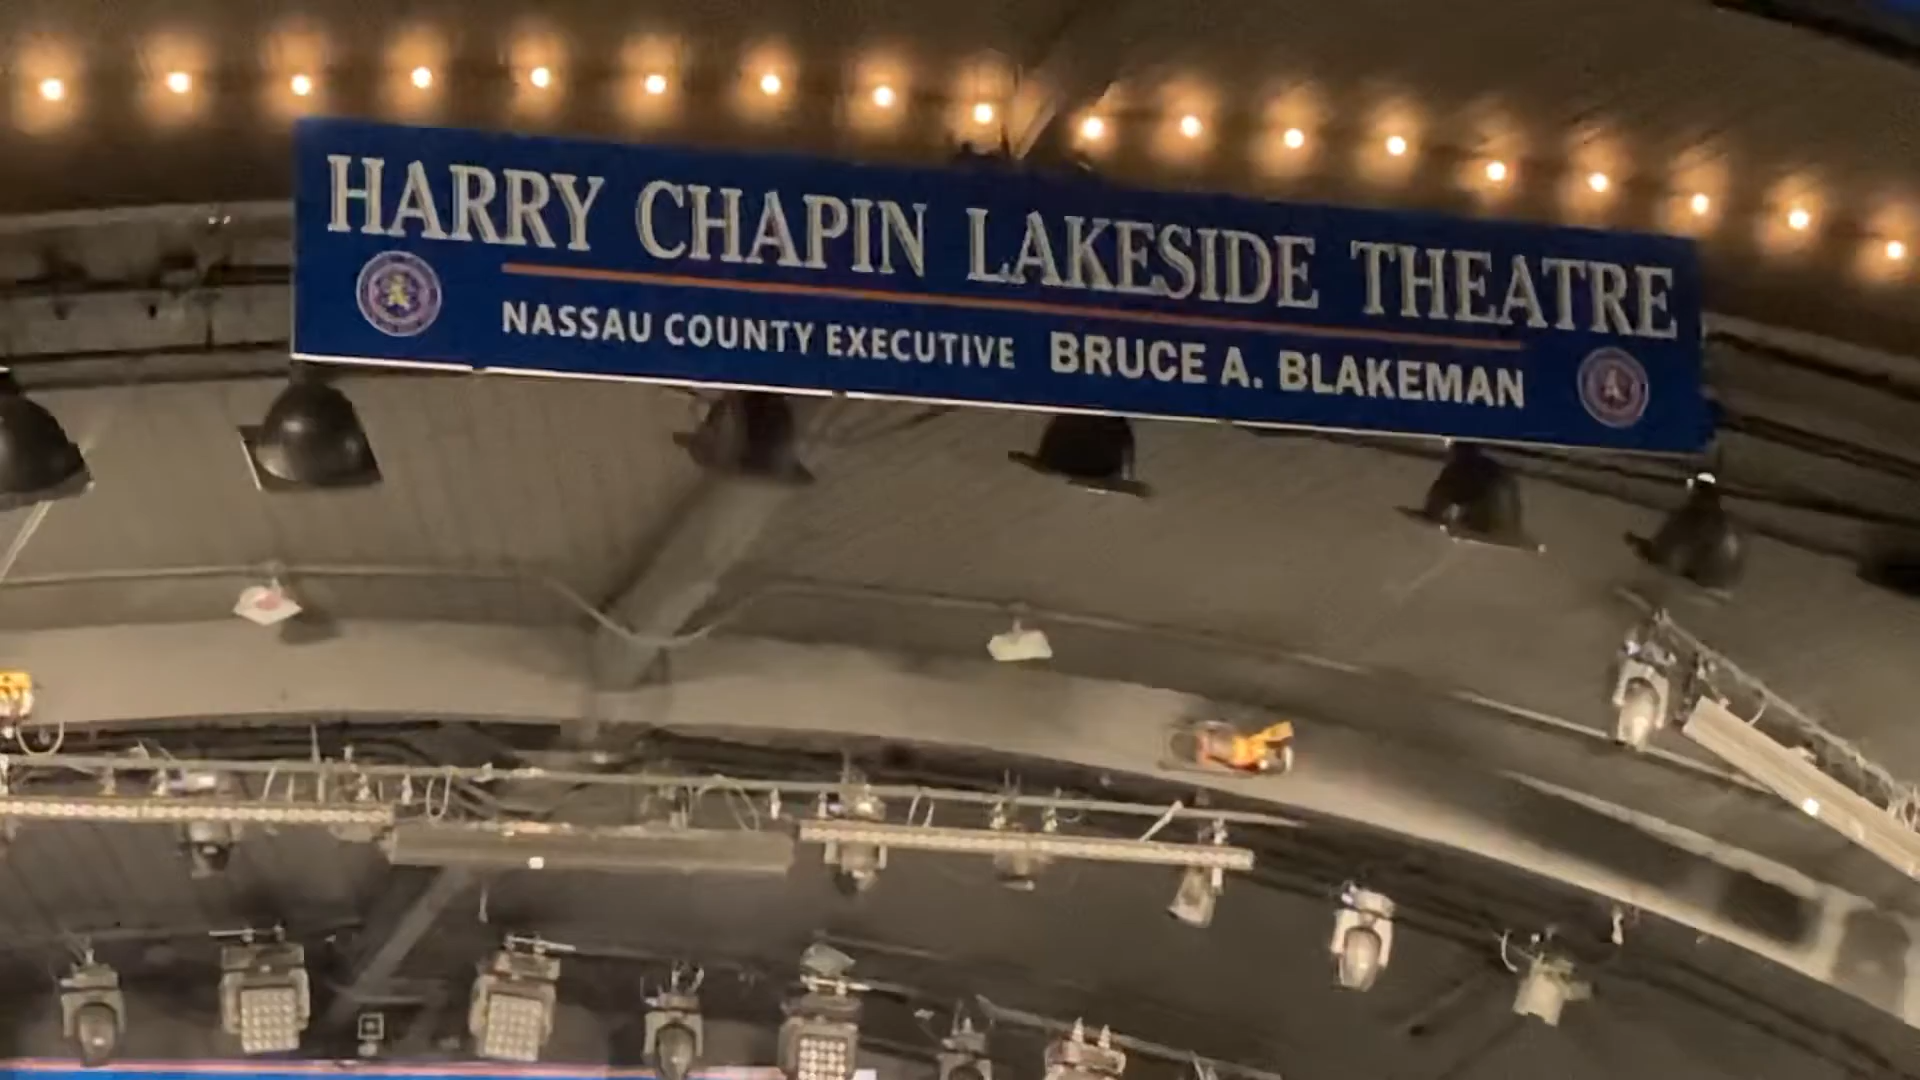 HARRY CHAPIN LAKESIDE THEATRE
NASSAU COUNTY EXECUTIVE BRUCE A. BLAKEMAN